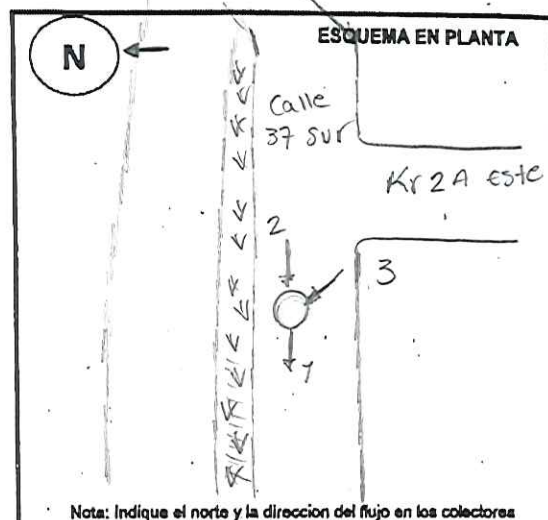 ESQUEMA EN PLANTA
N
Calle
37 sur
Kr 2A este
2
3
1
Nota: Indique el norte y la direccion del flujo en los colectores